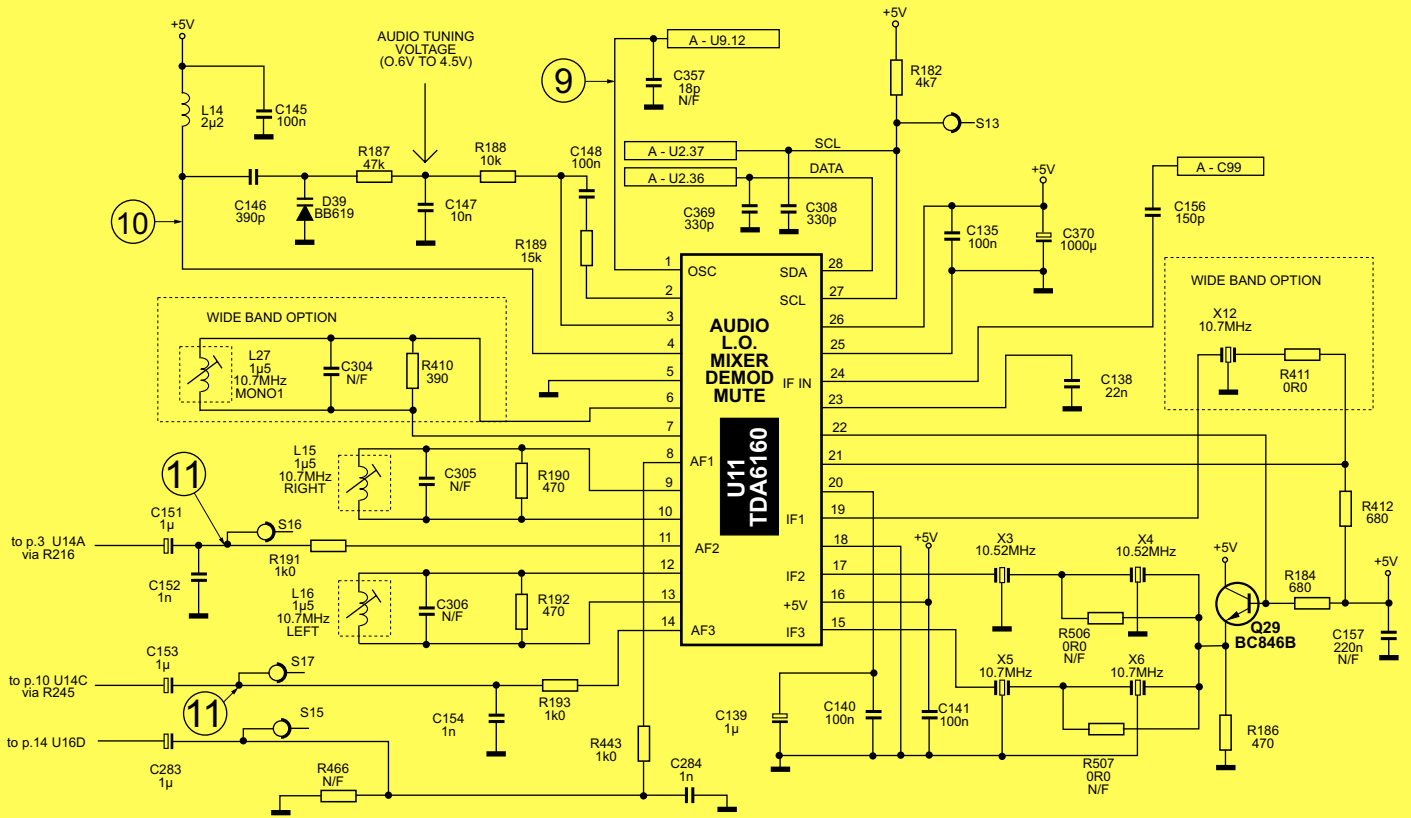 +5V
AUDIO TUNING
VOLTAGE
(O.6V TO 4.5V)
A - U9.12
+5V
9
C357
18p
N/F
R182
4k7
L14
2µ2
C145
100n
S13
R187
47k
R188
10k
C148
100n
A - U2.37
SCL
A - U2.36
DATA
A - C99
+5V
C146
390p
D39
BB619
C147
10n
C369
330p
C308
330p
C156
150p
10
R189
15k
C135
100n
C370
1000µ
WIDE BAND OPTION
L27
1µ5
10.7MHz
MONO1
C304
N/F
R410
390
WIDE BAND OPTION
X12
10.7MHz
R411
0R0
C138
22n
1
OSC
2
3
4
5
6
7
8
AF1
9
10
11
AF2
12
13
14
AF3
AUDIO
L.O.
MIXER
DEMOD
MUTE
U11
TDA6160
SDA
28
SCL
27
26
25
IF IN
24
23
22
21
20
IF1
19
18
IF2
17
+5V
16
IF3
15
L15
1µ5
10.7MHz
RIGHT
C305
N/F
R190
470
11
C151
1µ
S16
to p.3 U14A
via R216
R191
1k0
C152
1n
L16
1µ5
10.7MHz
LEFT
C306
N/F
R192
470
R412
680
+5V
X3
10.52MHz
X4
10.52MHz
+5V
+5V
R184
680
Q29
BC846B
C157
220n
N/F
R506
0R0
N/F
X5
10.7MHz
X6
10.7MHz
C153
1µ
S17
to p.10 U14C
via R245
11
R193
1k0
C154
1n
S15
to p.14 U16D
C283
1µ
R443
1k0
C139
1µ
C140
100n
C141
100n
R186
470
R507
0R0
N/F
R466
N/F
C284
1n